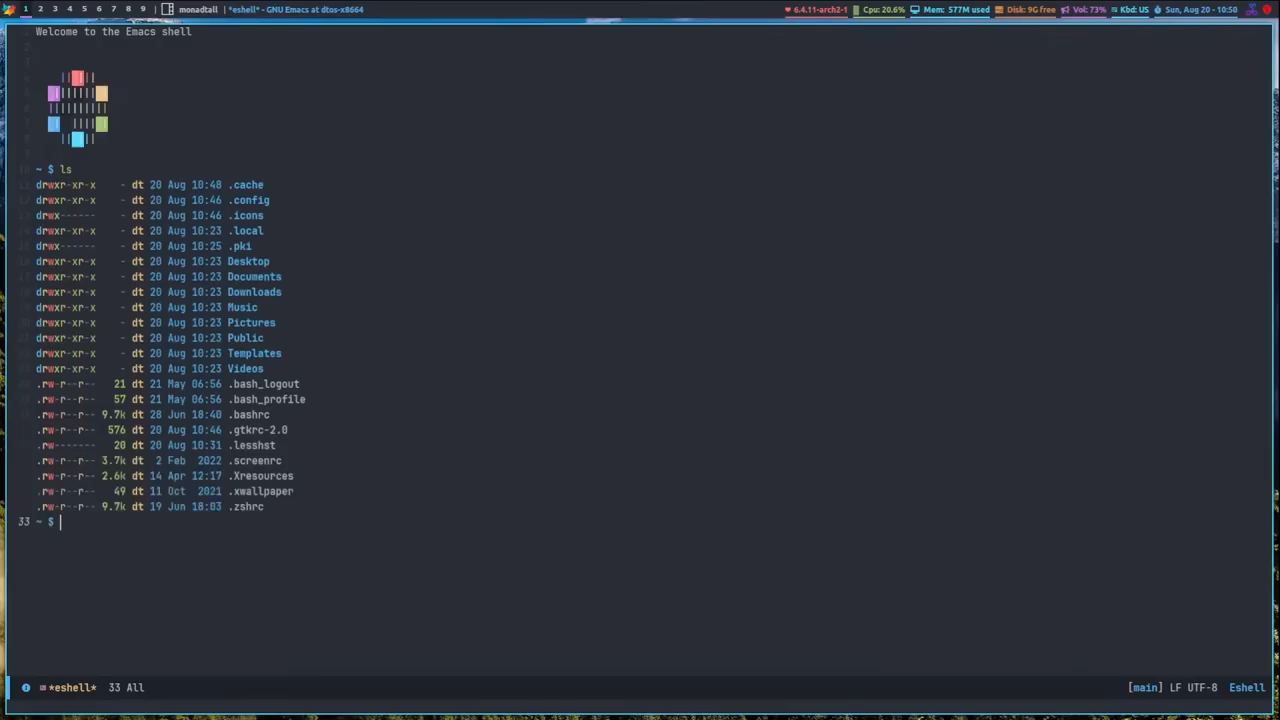 1 2 3 4 5 6 7 8 9 | monadtall | *eshell* - GNU Emacs at dtos-x8664 6.4.11-arch2-1 Cpu: 20.6% Mem: 577M used Disk: 9G free Vol: 73% Kbd: US Sun, Aug 20 - 10:50
Welcome to the Emacs shell
~ $ ls
drwxr-xr-x - dt 20 Aug 10:48 .cache
drwxr-xr-x - dt 20 Aug 10:46 .config
drwx------ - dt 20 Aug 10:46 .icons
drwxr-xr-x - dt 20 Aug 10:23 .local
drwx------ - dt 20 Aug 10:25 .pki
drwxr-xr-x - dt 20 Aug 10:23 Desktop
drwxr-xr-x - dt 20 Aug 10:23 Documents
drwxr-xr-x - dt 20 Aug 10:23 Downloads
drwxr-xr-x - dt 20 Aug 10:23 Music
drwxr-xr-x - dt 20 Aug 10:23 Pictures
drwxr-xr-x - dt 20 Aug 10:23 Public
drwxr-xr-x - dt 20 Aug 10:23 Templates
drwxr-xr-x - dt 20 Aug 10:23 Videos
.rw-r--r-- 21 dt 21 May 06:56 .bash_logout
.rw-r--r-- 57 dt 21 May 06:56 .bash_profile
.rw-r--r-- 9.7k dt 28 Jun 18:40 .bashrc
.rw-r--r-- 576 dt 20 Aug 10:46 .gtkrc-2.0
.rw------- 20 dt 20 Aug 10:31 .lesshst
.rw-r--r-- 3.7k dt 2 Feb 2022 .screenrc
.rw-r--r-- 2.6k dt 14 Apr 12:17 .Xresources
.rw-r--r-- 49 dt 11 Oct 2021 .xwallpaper
.rw-r--r-- 9.7k dt 19 Jun 18:03 .zshrc
33 ~ $
*eshell* 33 All [main] LF UTF-8 Eshell